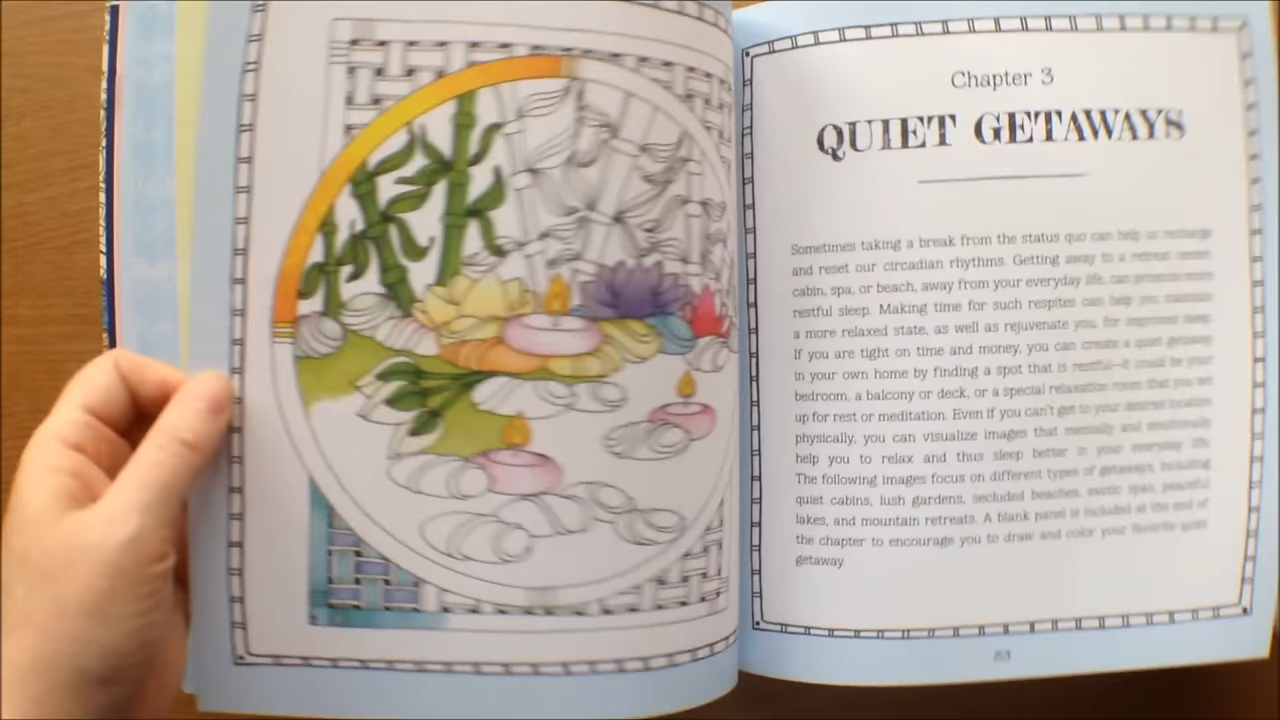 Chapter 3
QUIET GETAWAYS
Sometimes taking a break from the status quo can help us recharge
and reset our circadian rhythms. Getting away to a retreat center,
cabin, spa, or beach, away from your everyday life, can promote more
restful sleep. Making time for such respites can help you maintain
a more relaxed state, as well as rejuvenate you, for improved sleep.
If you are tight on time and money, you can create a quiet getaway
in your own home by finding a spot that is restful—it could be your
bedroom, a balcony or deck, or a special relaxation room that you set
up for rest or meditation. Even if you can't get to your desired location
physically, you can visualize images that mentally and emotionally
help you to relax and thus sleep better in your everyday life.
The following images focus on different types of getaways, including
quiet cabins, lush gardens, secluded beaches, exotic spas, peaceful
lakes, and mountain retreats. A blank panel is included at the end of
the chapter to encourage you to draw and color your favorite quiet
getaway.